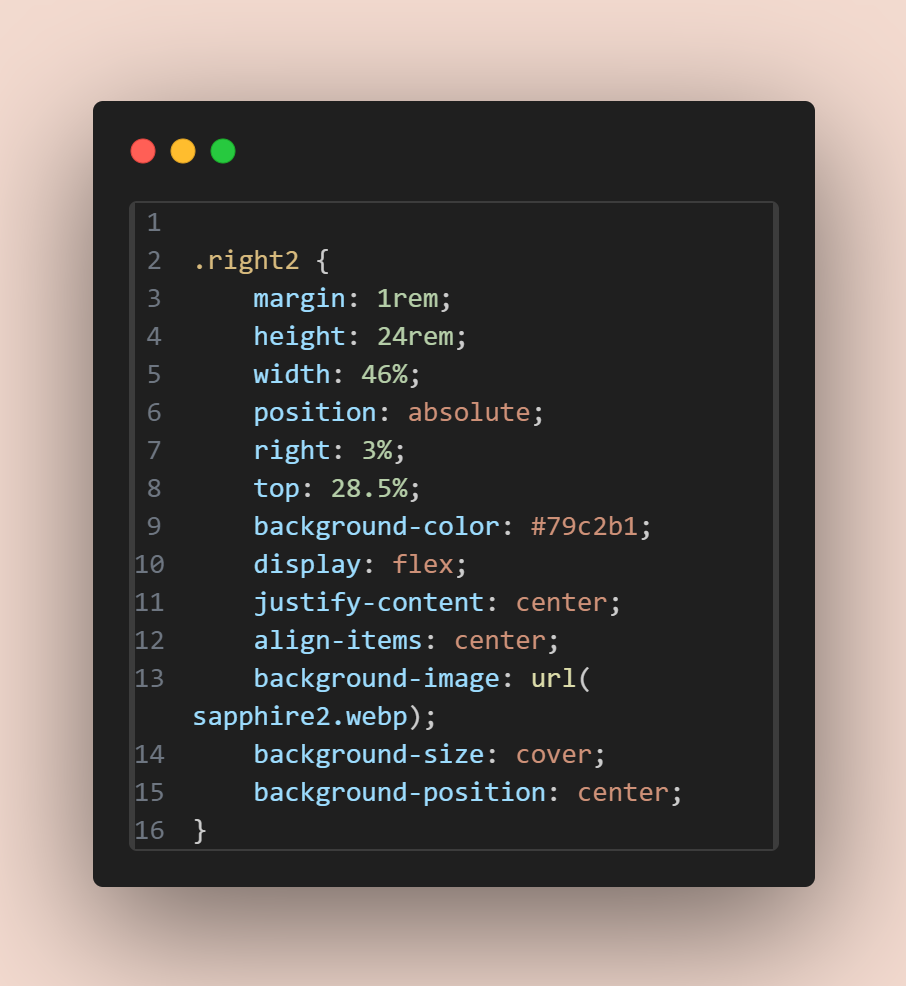 1
2 .right2 {
3     margin: 1rem;
4     height: 24rem;
5     width: 46%;
6     position: absolute;
7     right: 3%;
8     top: 28.5%;
9     background-color: #79c2b1;
10     display: flex;
11     justify-content: center;
12     align-items: center;
13     background-image: url(
sapphire2.webp);
14     background-size: cover;
15     background-position: center;
16 }